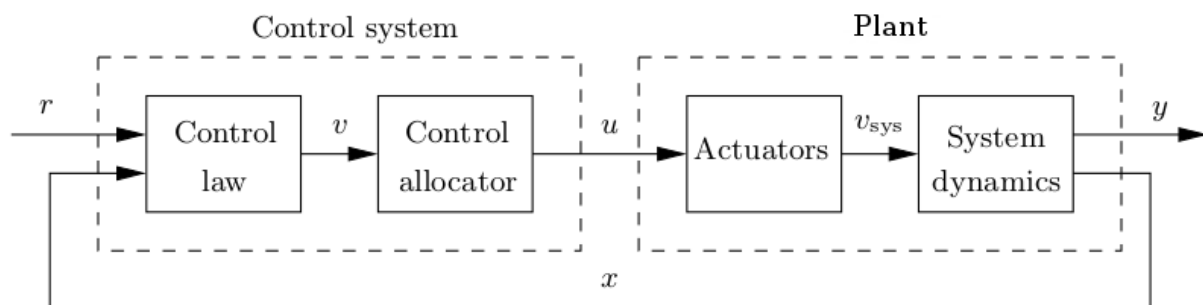 Control system
Plant
r
Control
law
v
Control
allocator
u
Actuators
v_sys
System
dynamics
y
x